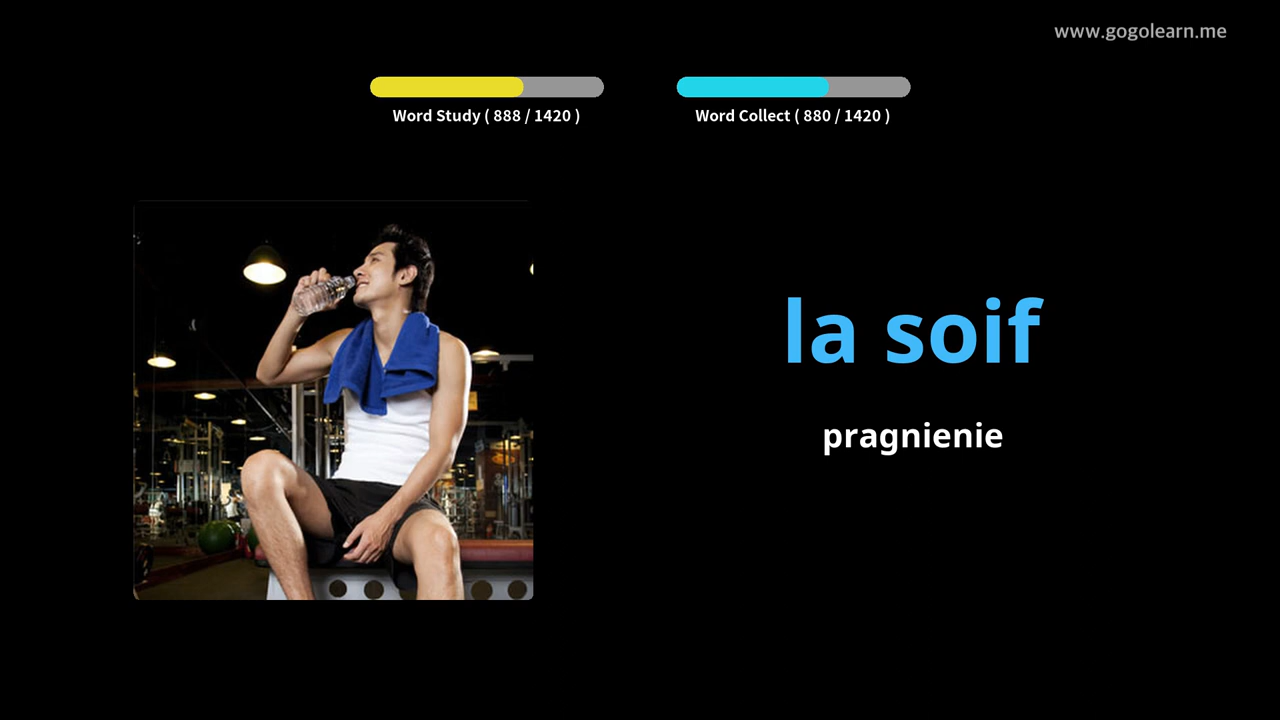 www.gogolearn.me
Word Study ( 888 / 1420 )
Word Collect ( 880 / 1420 )
la soif
pragnienie